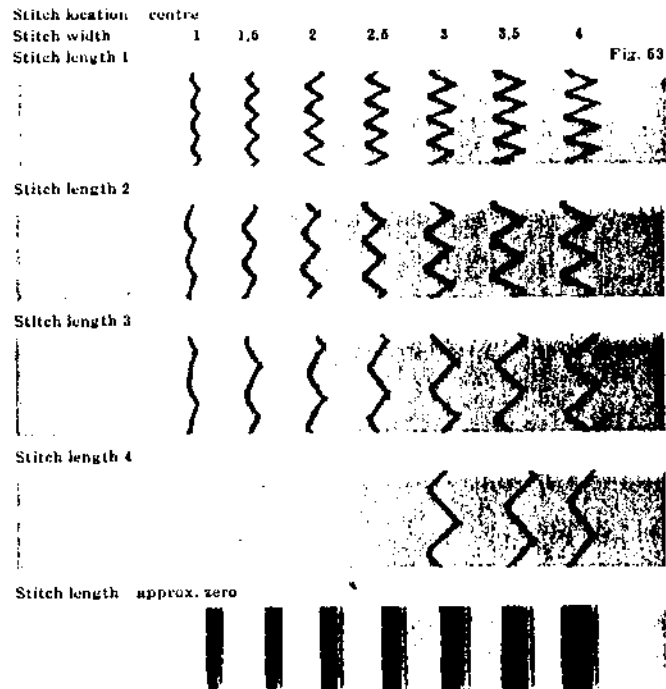 Stitch location centre
Stitch width 1 1,5 2 2,5 3 3,5 4
Stitch length 1 Fig. 53
Stitch length 2
Stitch length 3
Stitch length 4
Stitch length approx. zero